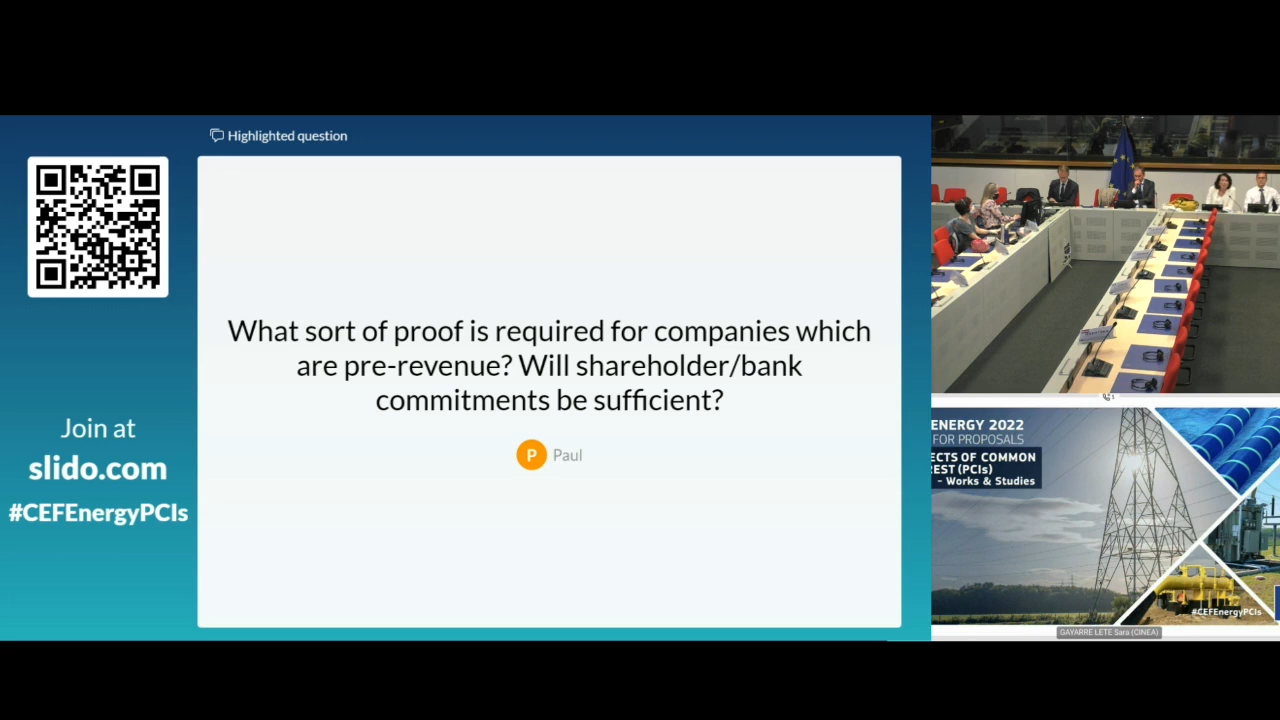 Highlighted question
What sort of proof is required for companies which
are pre-revenue? Will shareholder/bank
commitments be sufficient?
P Paul
Join at
slido.com
#CEFEnergyPCIs
ENERGY 2022
FOR PROPOSALS
ECTS OF COMMON
REST (PCIs)
- Works & Studies
#CEFEnergyPCIs
GAYARRE LETE Sara (CINEA)